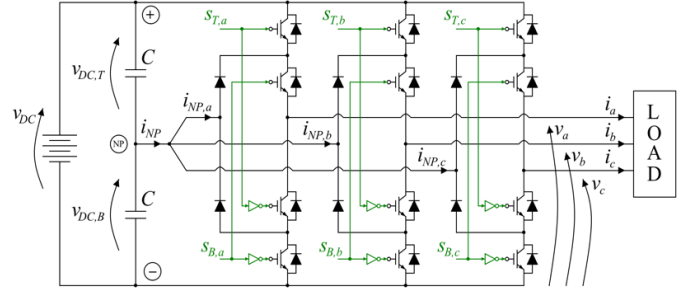 +
s_{T,a}
s_{T,b}
s_{T,c}
C
v_{DC,T}
v_{DC}
i_{NP,a}
i_{NP}
i_{NP,b}
i_{NP,c}
NP
i_a
i_b
i_c
v_a
v_b
v_c
LOAD
v_{DC,B}
C
s_{B,a}
s_{B,b}
s_{B,c}
−